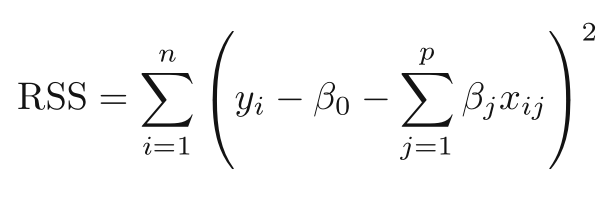 RSS = \sum_{i=1}^{n} \left( y_i - \beta_0 - \sum_{j=1}^{p} \beta_j x_{ij} \right)^2